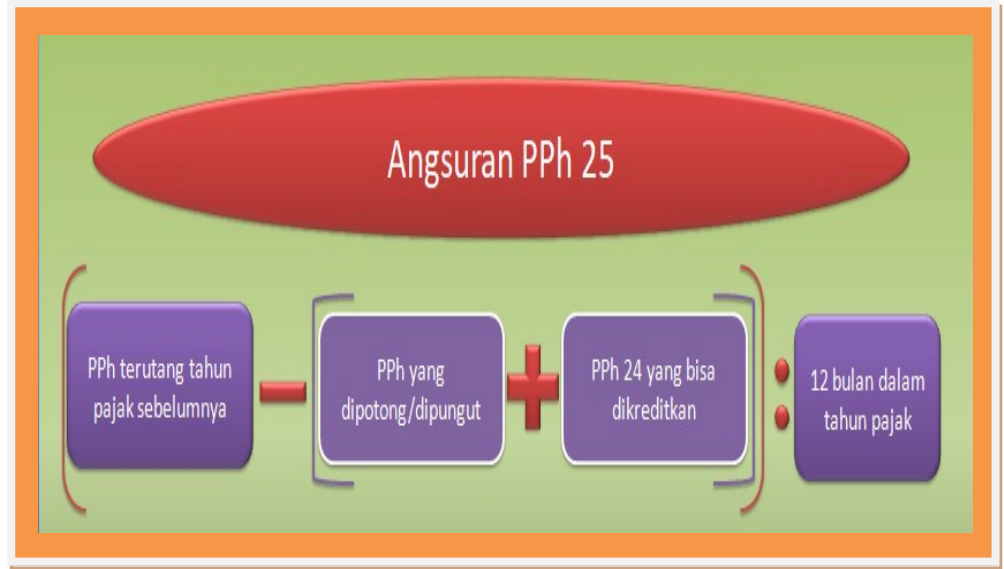 Angsuran PPh 25
PPh terutang tahun
pajak sebelumnya
PPh yang
dipotong/dipungut
PPh 24 yang bisa
dikreditkan
12 bulan dalam
tahun pajak